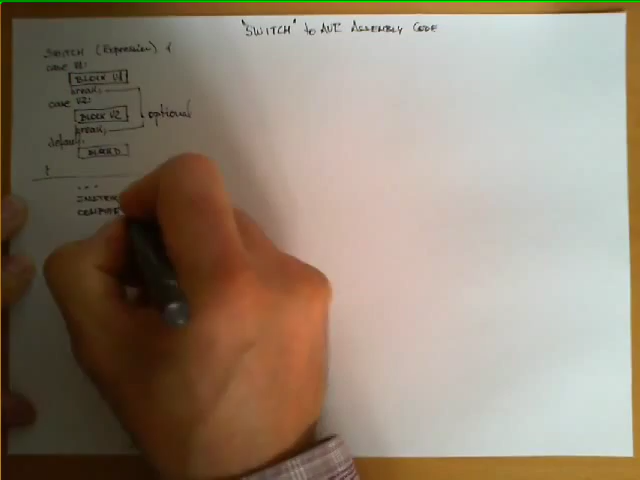 "SWITCH" to AVR ASSEMBLY CODE
SWITCH (Expression) {
case V1:
BLOCK V1
break;
case V2:
BLOCK V2
break;
optional
default:
BLOCK D
}
...